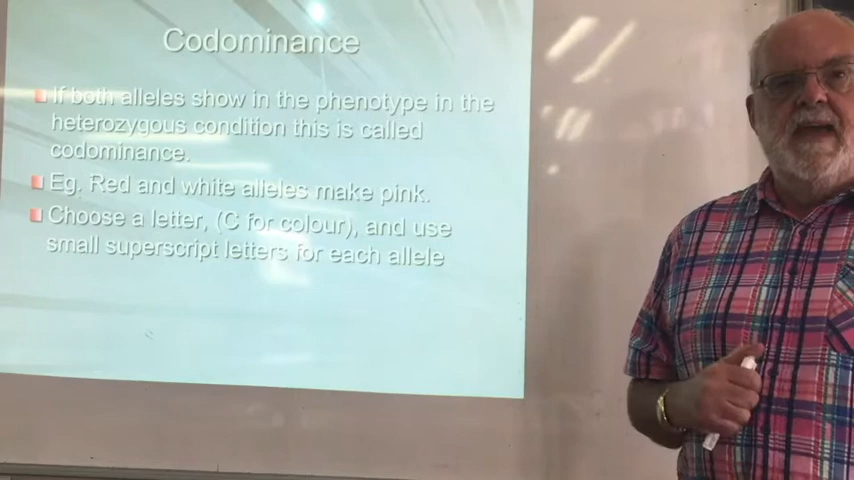 Codominance
If both alleles show in the phenotype in the
heterozygous condition this is called
codominance.
Eg. Red and white alleles make pink.
Choose a letter, (C for colour), and use
small superscript letters for each allele